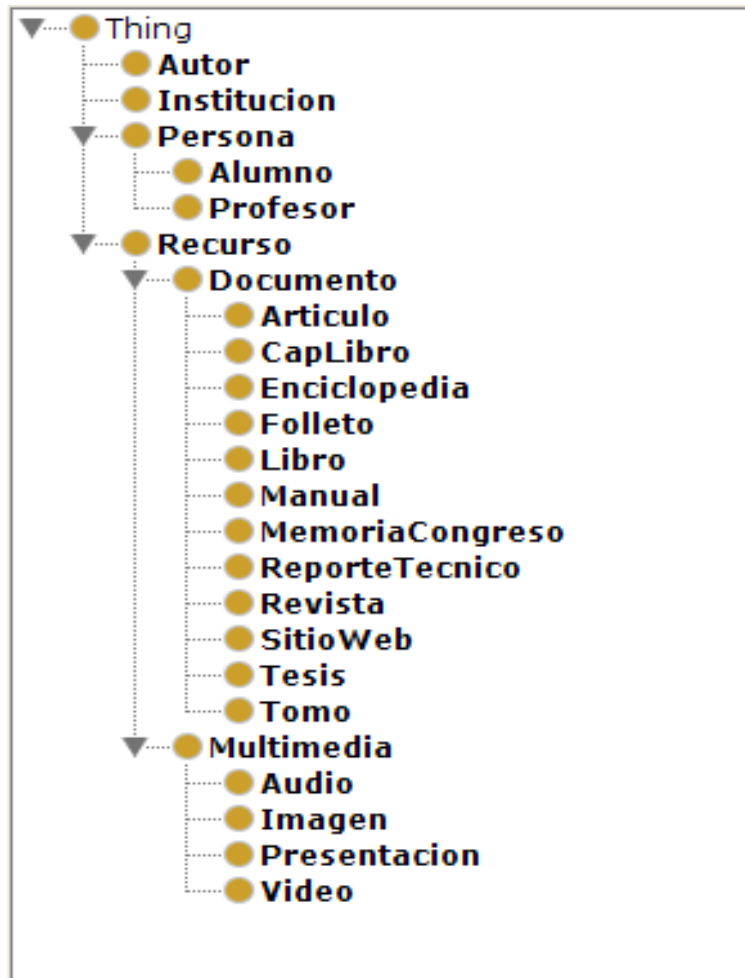 Thing
Autor
Institucion
Persona
Alumno
Profesor
Recurso
Documento
Articulo
CapLibro
Enciclopedia
Folleto
Libro
Manual
MemoriaCongreso
ReporteTecnico
Revista
SitioWeb
Tesis
Tomo
Multimedia
Audio
Imagen
Presentacion
Video